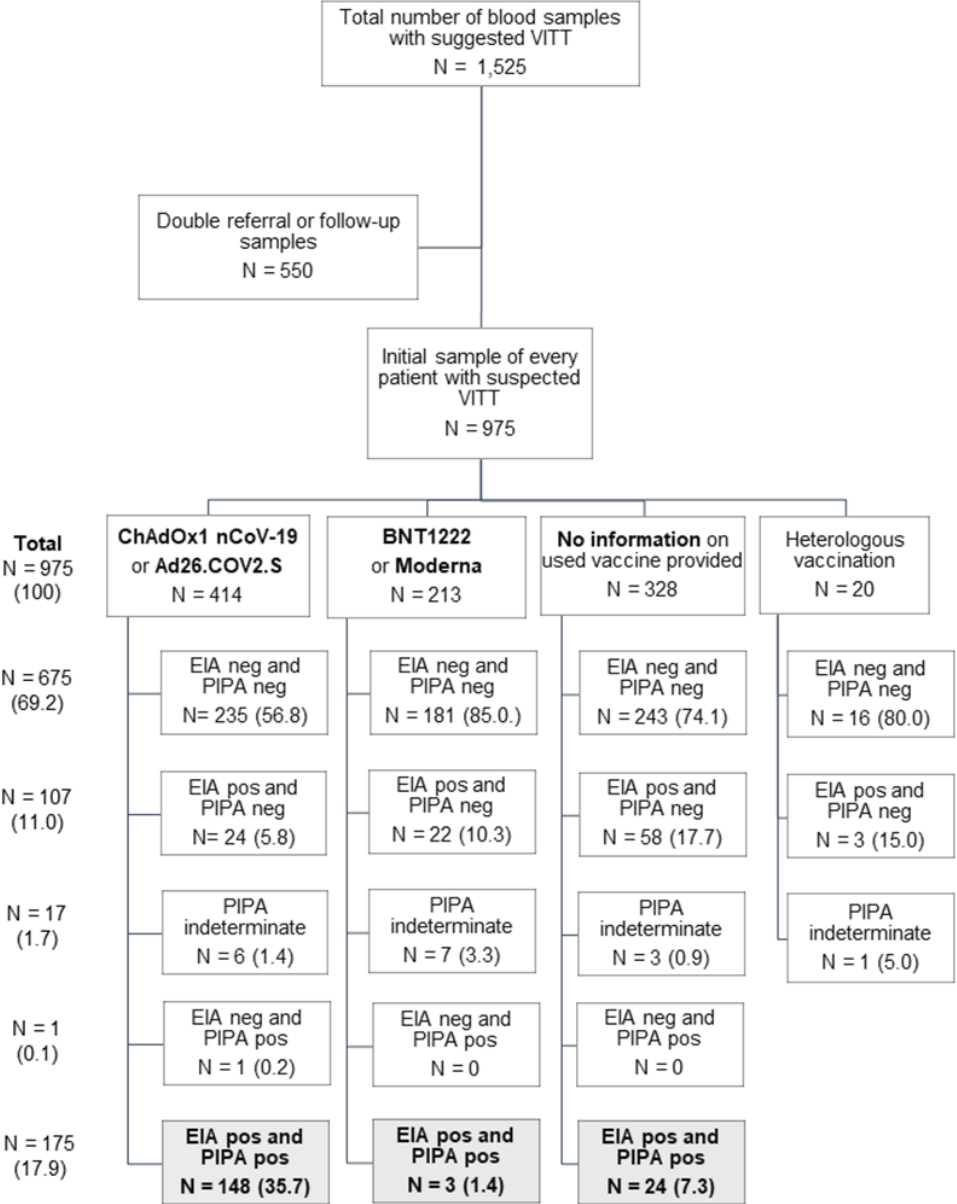 Total number of blood samples
with suggested VITT
N = 1,525
Double referral or follow-up
samples
N = 550
Initial sample of every
patient with suspected
VITT
N = 975
Total
N = 975
(100)
ChAdOx1 nCoV-19
or Ad26.COV2.S
N = 414
BNT1222
or Moderna
N = 213
No information on
used vaccine provided
N = 328
Heterologous
vaccination
N = 20
N = 675
(69.2)
EIA neg and
PIPA neg
N= 235 (56.8)
EIA neg and
PIPA neg
N = 181 (85.0.)
EIA neg and
PIPA neg
N = 243 (74.1)
EIA neg and
PIPA neg
N = 16 (80.0)
N = 107
(11.0)
EIA pos and
PIPA neg
N= 24 (5.8)
EIA pos and
PIPA neg
N = 22 (10.3)
EIA pos and
PIPA neg
N = 58 (17.7)
EIA pos and
PIPA neg
N = 3 (15.0)
N = 17
(1.7)
PIPA
indeterminate
N = 6 (1.4)
PIPA
indeterminate
N = 7 (3.3)
PIPA
indeterminate
N = 3 (0.9)
PIPA
indeterminate
N = 1 (5.0)
N = 1
(0.1)
EIA neg and
PIPA pos
N = 1 (0.2)
EIA neg and
PIPA pos
N = 0
EIA neg and
PIPA pos
N = 0
N = 175
(17.9)
EIA pos and
PIPA pos
N = 148 (35.7)
EIA pos and
PIPA pos
N = 3 (1.4)
EIA pos and
PIPA pos
N = 24 (7.3)